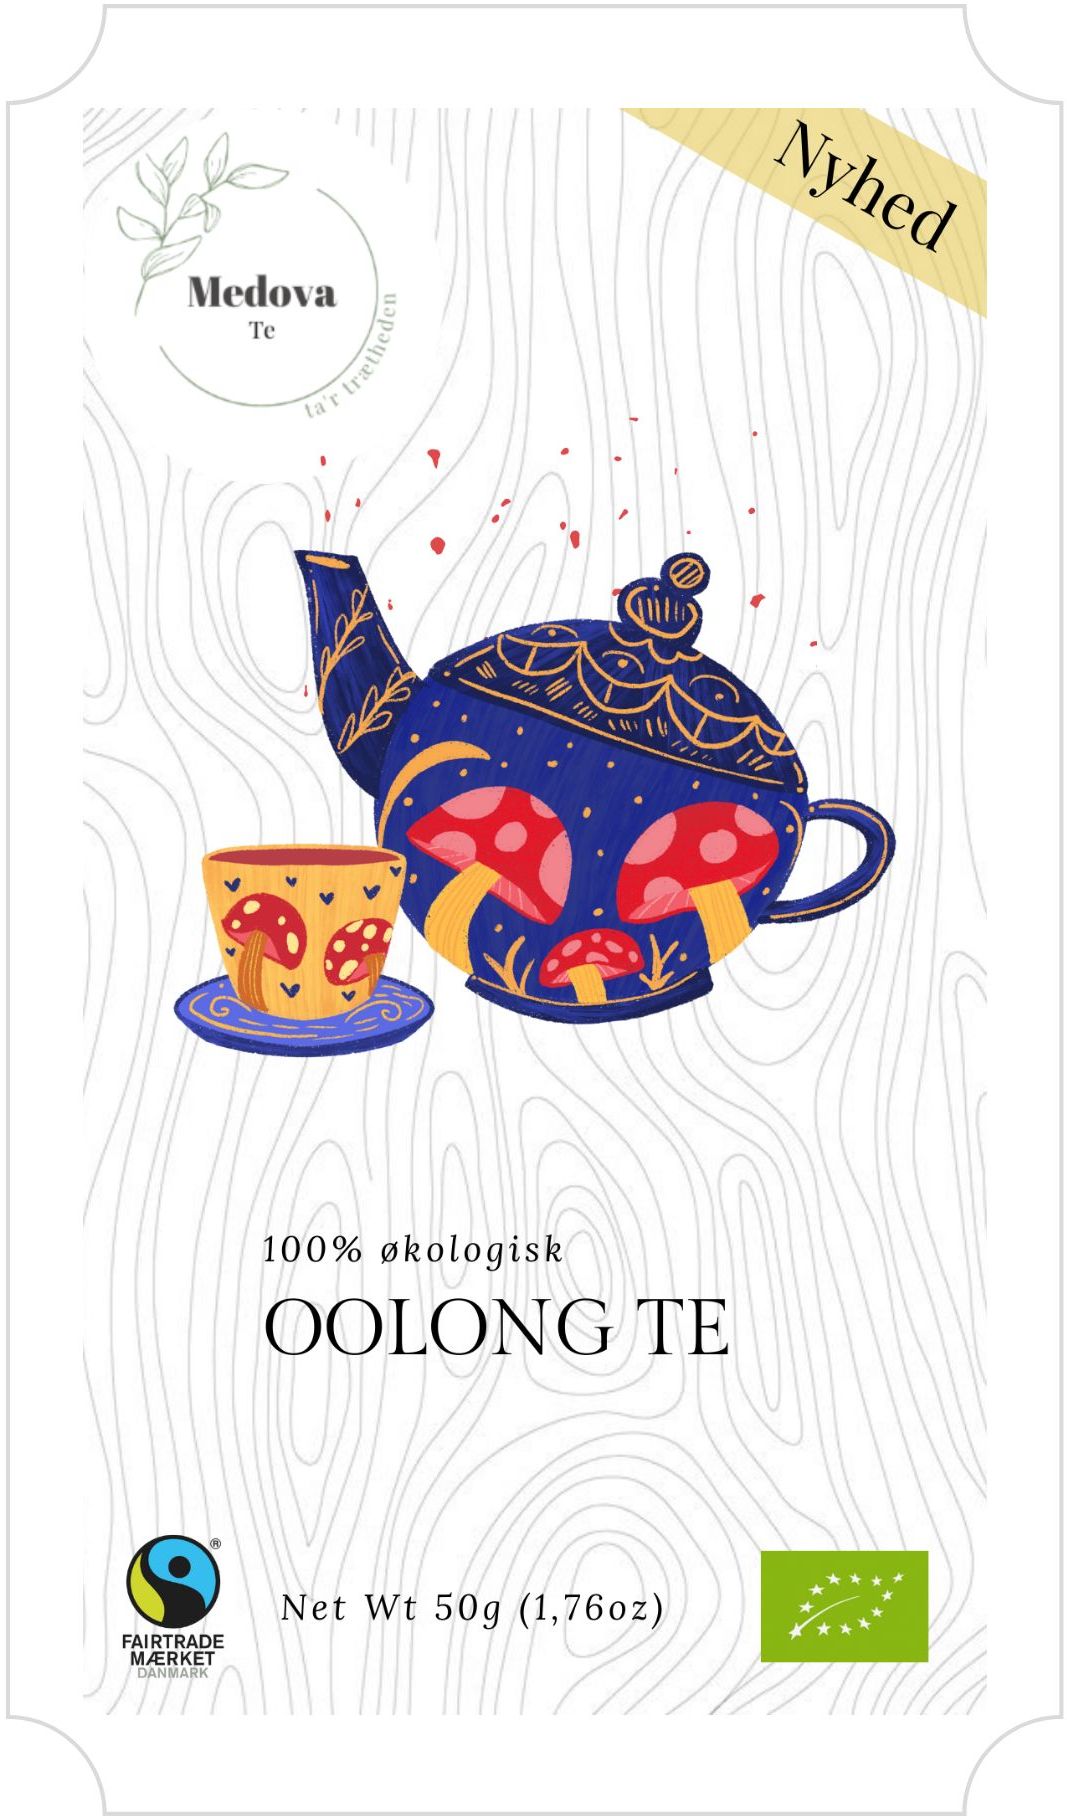 Nyhed
Medova
Te
ta'r trætheden
100% økologisk
OOLONG TE
Net Wt 50g (1,76oz)
®
FAIRTRADE
MÆRKET
DANMARK